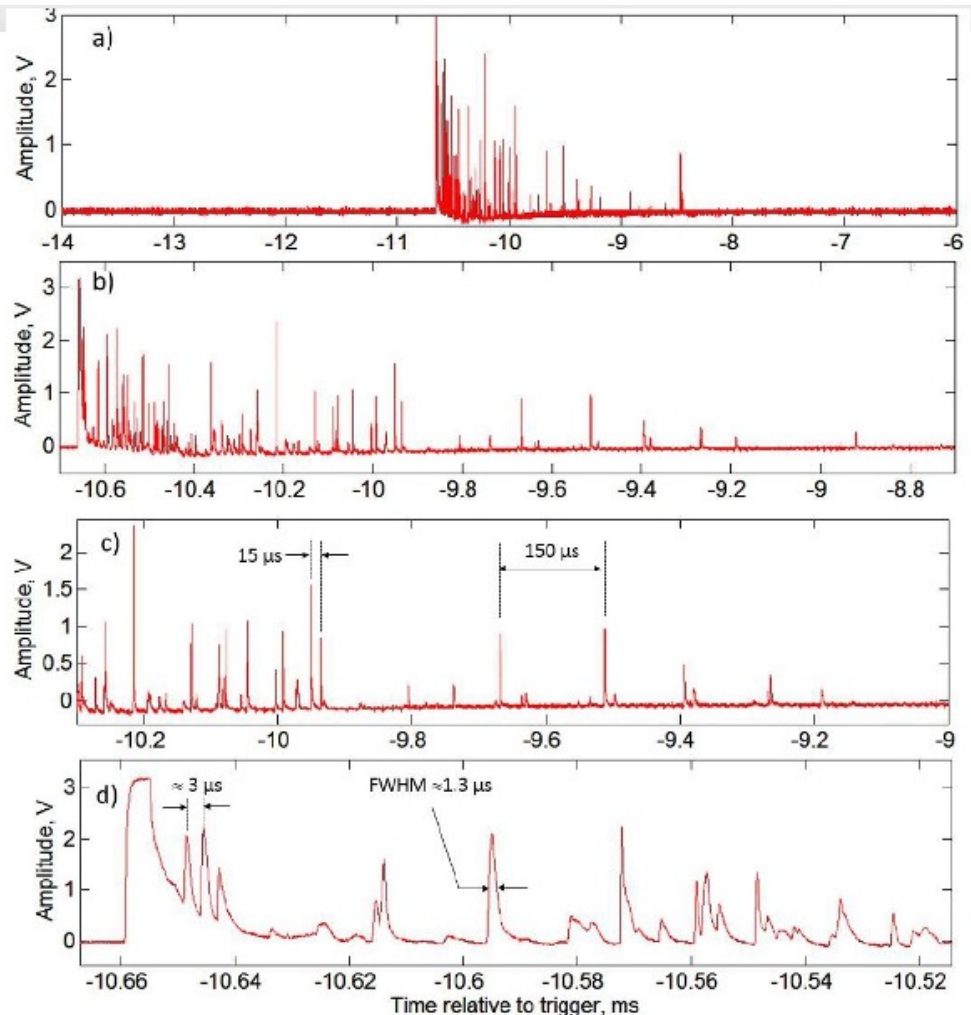 a)
Amplitude, V
3
2
1
0
-14 -13 -12 -11 -10 -9 -8 -7 -6
b)
Amplitude, V
3
2
1
0
-10.6 -10.4 -10.2 -10 -9.8 -9.6 -9.4 -9.2 -9 -8.8
c)
15 µs
150 µs
Amplitude, V
2
1.5
1
0.5
0
-10.2 -10 -9.8 -9.6 -9.4 -9.2 -9
d)
≈ 3 µs
FWHM ≈1.3 µs
Amplitude, V
3
2
1
0
-10.66 -10.64 -10.62 -10.6 -10.58 -10.56 -10.54 -10.52
Time relative to trigger, ms